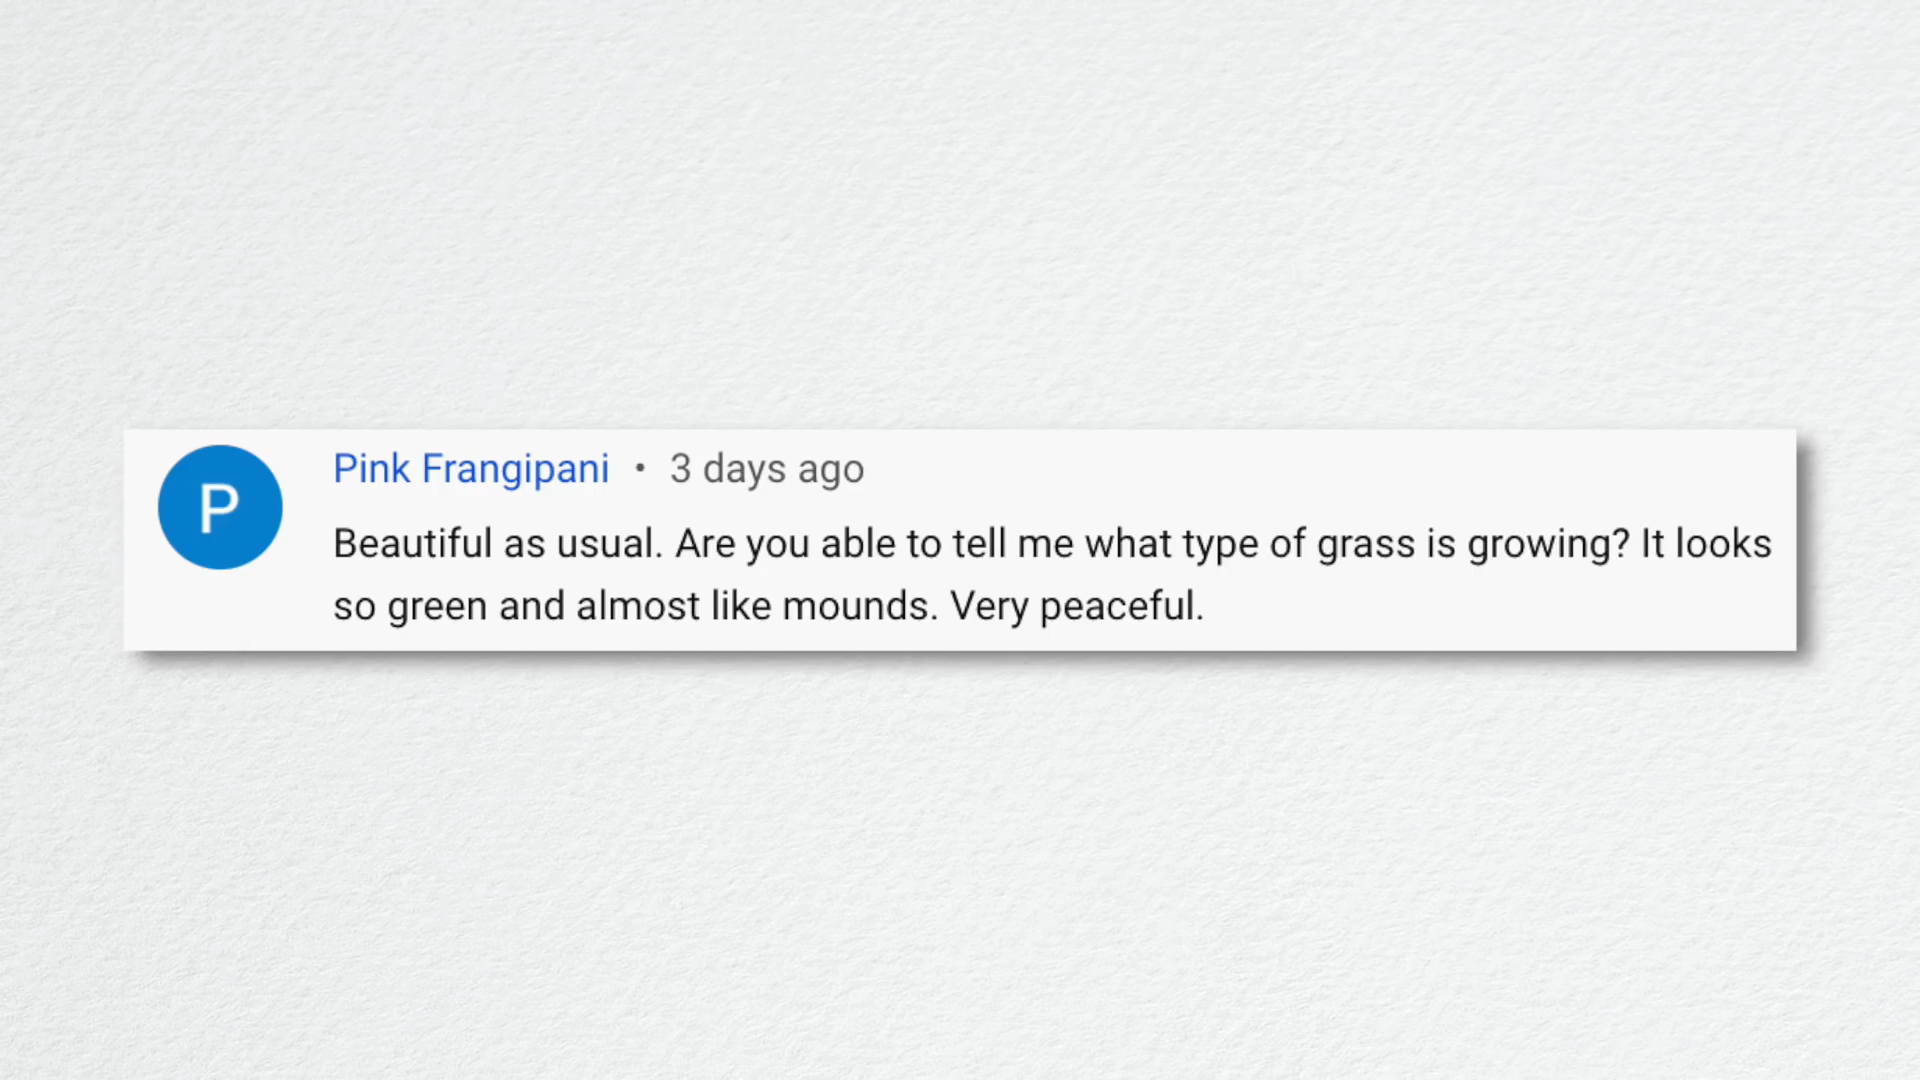 P
Pink Frangipani • 3 days ago
Beautiful as usual. Are you able to tell me what type of grass is growing? It looks
so green and almost like mounds. Very peaceful.